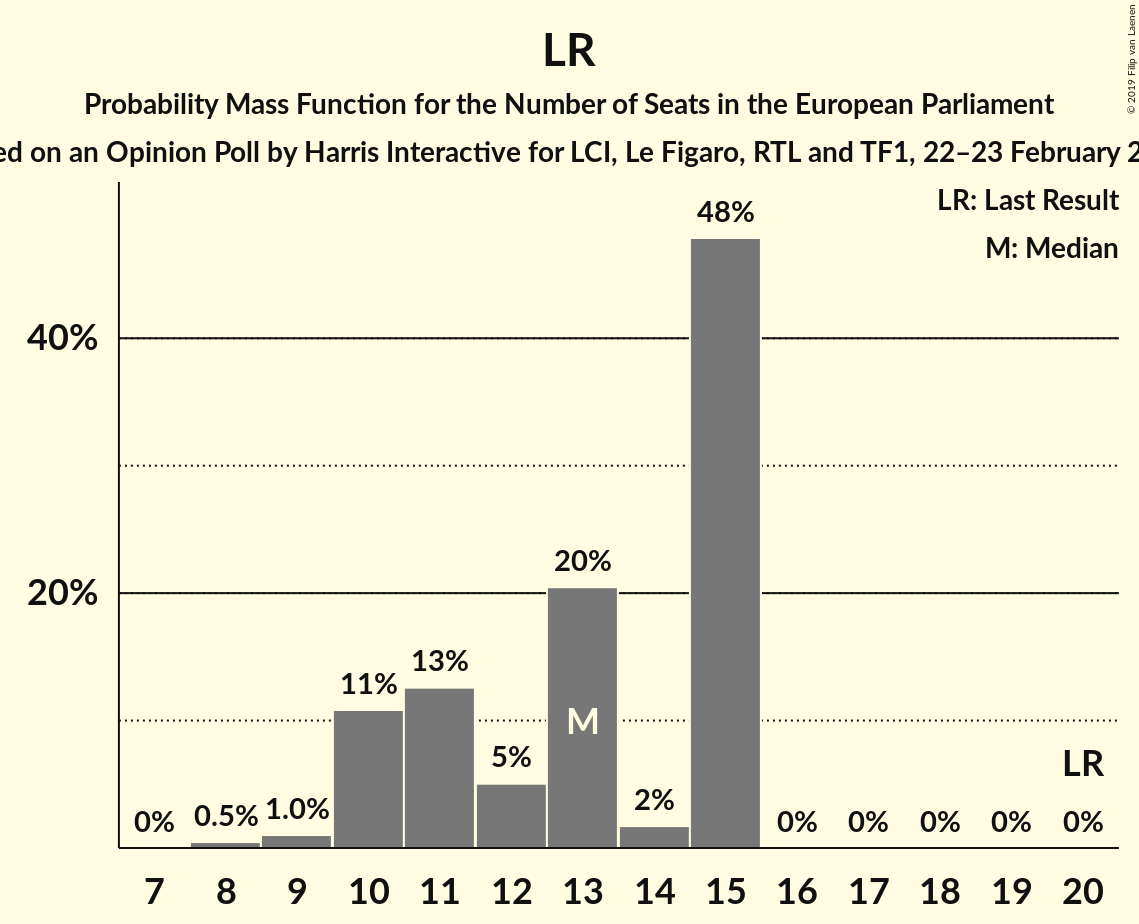 LR
Probability Mass Function for the Number of Seats in the European Parliament
ed on an Opinion Poll by Harris Interactive for LCI, Le Figaro, RTL and TF1, 22–23 February 2
© 2019 Filip van Laenen
LR: Last Result
M: Median
48%
40%
20%
20%
13%
11%
M
5%
LR
2%
0% 0.5% 1.0% 0% 0% 0% 0% 0%
7 8 9 10 11 12 13 14 15 16 17 18 19 20